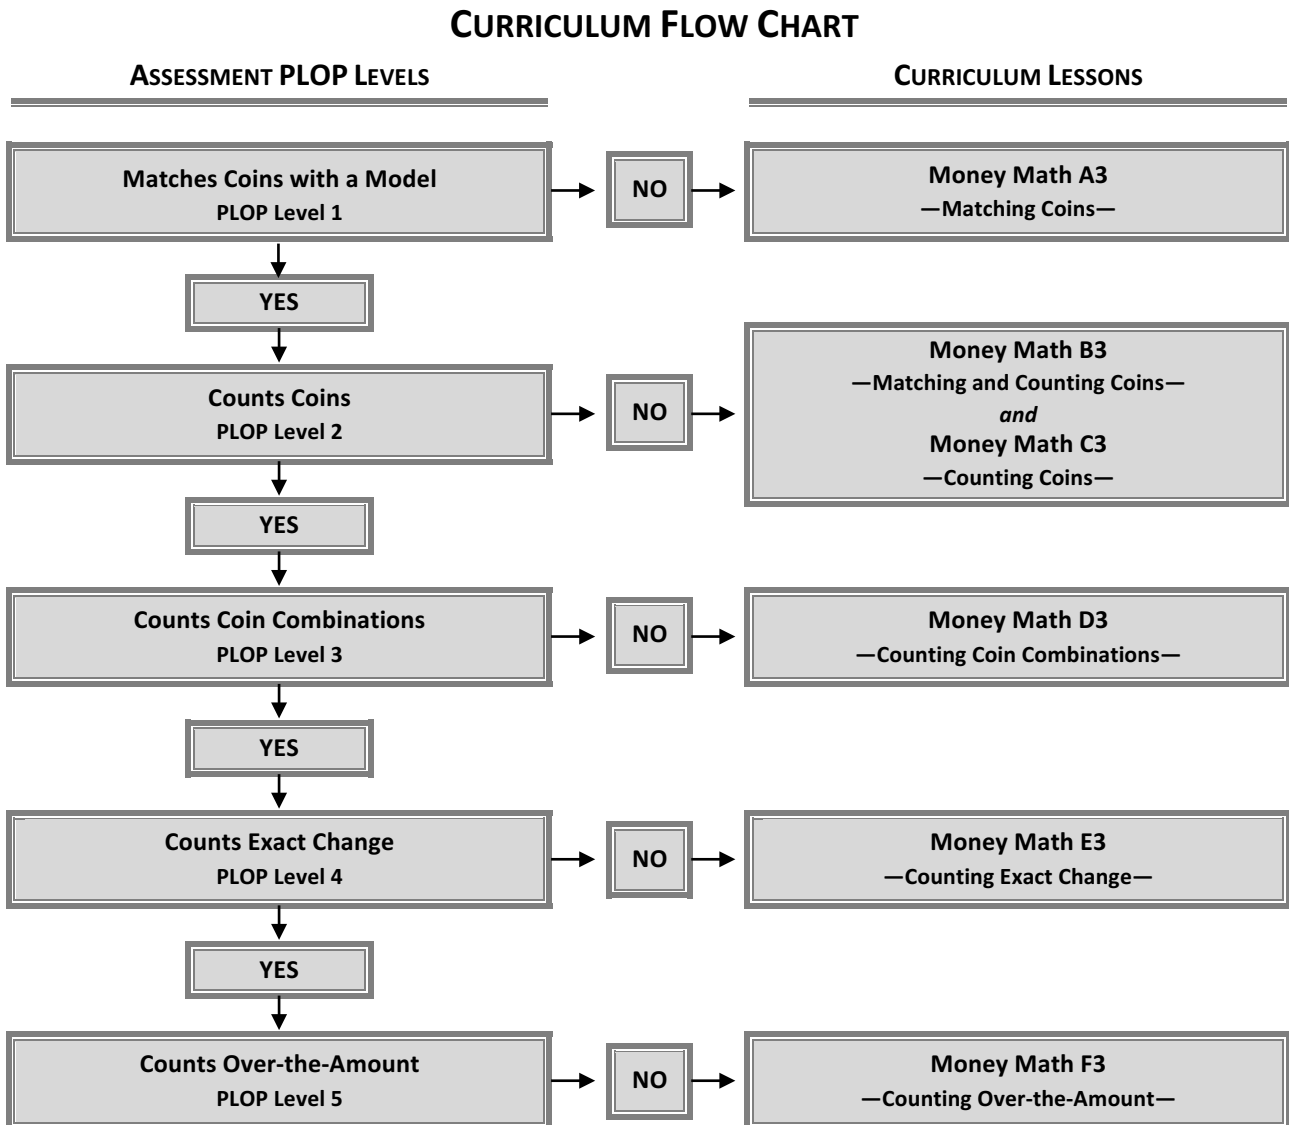 CURRICULUM FLOW CHART
ASSESSMENT PLOP LEVELS
CURRICULUM LESSONS
Matches Coins with a Model
PLOP Level 1
NO
Money Math A3
—Matching Coins—
YES
Counts Coins
PLOP Level 2
NO
Money Math B3
—Matching and Counting Coins—
and
Money Math C3
—Counting Coins—
YES
Counts Coin Combinations
PLOP Level 3
NO
Money Math D3
—Counting Coin Combinations—
YES
Counts Exact Change
PLOP Level 4
NO
Money Math E3
—Counting Exact Change—
YES
Counts Over-the-Amount
PLOP Level 5
NO
Money Math F3
—Counting Over-the-Amount—